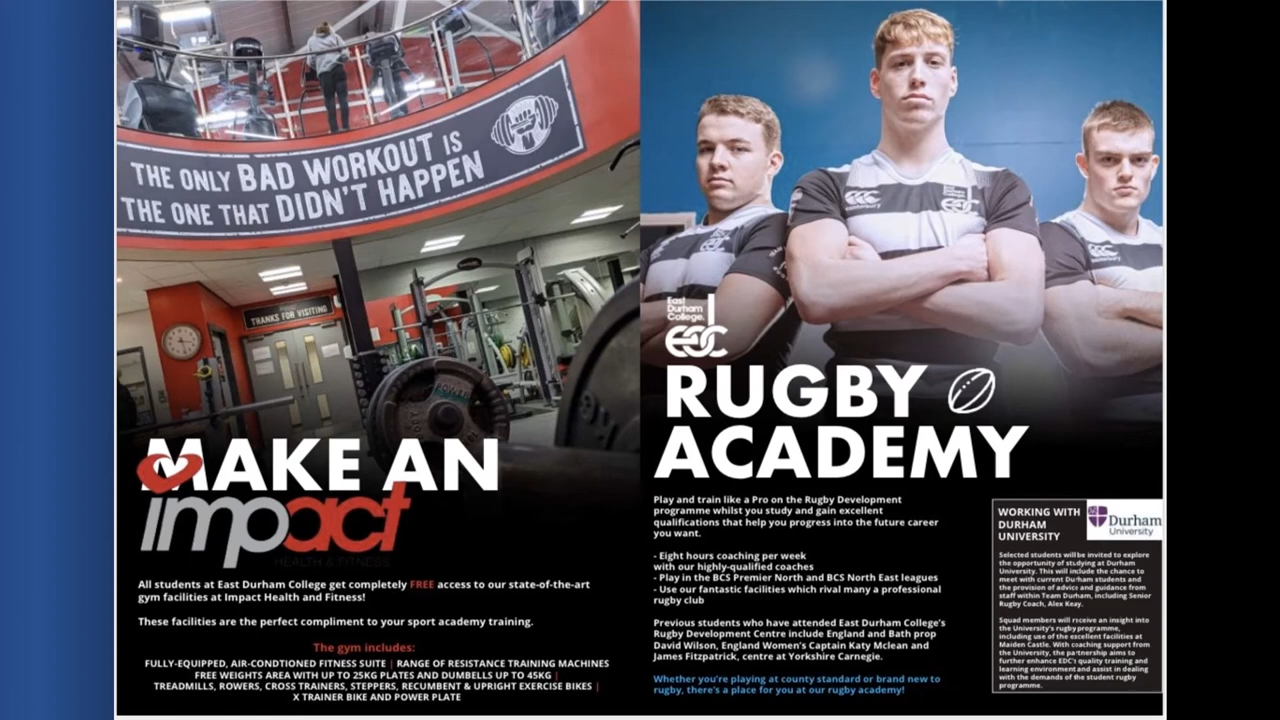 THE ONLY BAD WORKOUT IS
THE ONE THAT DIDN'T HAPPEN
THANKS FOR VISITING
MAKE AN
impact
HEALTH & FITNESS
All students at East Durham College get completely FREE access to our state-of-the-art
gym facilities at Impact Health and Fitness!
These facilities are the perfect compliment to your sport academy training.
The gym includes:
FULLY-EQUIPPED, AIR-CONDTIONED FITNESS SUITE | RANGE OF RESISTANCE TRAINING MACHINES
FREE WEIGHTS AREA WITH UP TO 25KG PLATES AND DUMBELLS UP TO 45KG |
TREADMILLS, ROWERS, CROSS TRAINERS, STEPPERS, RECUMBENT & UPRIGHT EXERCISE BIKES |
X TRAINER BIKE AND POWER PLATE
canterbury
East
Durham
College.
EDC
RUGBY
ACADEMY
Play and train like a Pro on the Rugby Development
programme whilst you study and gain excellent
qualifications that help you progress into the future career
you want.
- Eight hours coaching per week
with our highly-qualified coaches
- Play in the BCS Premier North and BCS North East leagues
- Use our fantastic facilities which rival many a professional
rugby club
Previous students who have attended East Durham College's
Rugby Development Centre include England and Bath prop
David Wilson, England Women's Captain Katy Mclean and
James Fitzpatrick, centre at Yorkshire Carnegie.
Whether you're playing at county standard or brand new to
rugby, there's a place for you at our rugby academy!
WORKING WITH
DURHAM
UNIVERSITY
Durham
University
Selected students will be invited to explore
the opportunity of studying at Durham
University. This will include the chance to
meet with current Durham students and
the provision of advice and guidance from
staff within Team Durham, including Senior
Rugby Coach, Alex Keay.
Squad members will receive an insight into
the University's rugby programme,
including use of the excellent facilities at
Maiden Castle. With coaching support from
the University, the partnership aims to
further enhance EDC's quality training and
learning environment and assist in dealing
with the demands of the student rugby
programme.